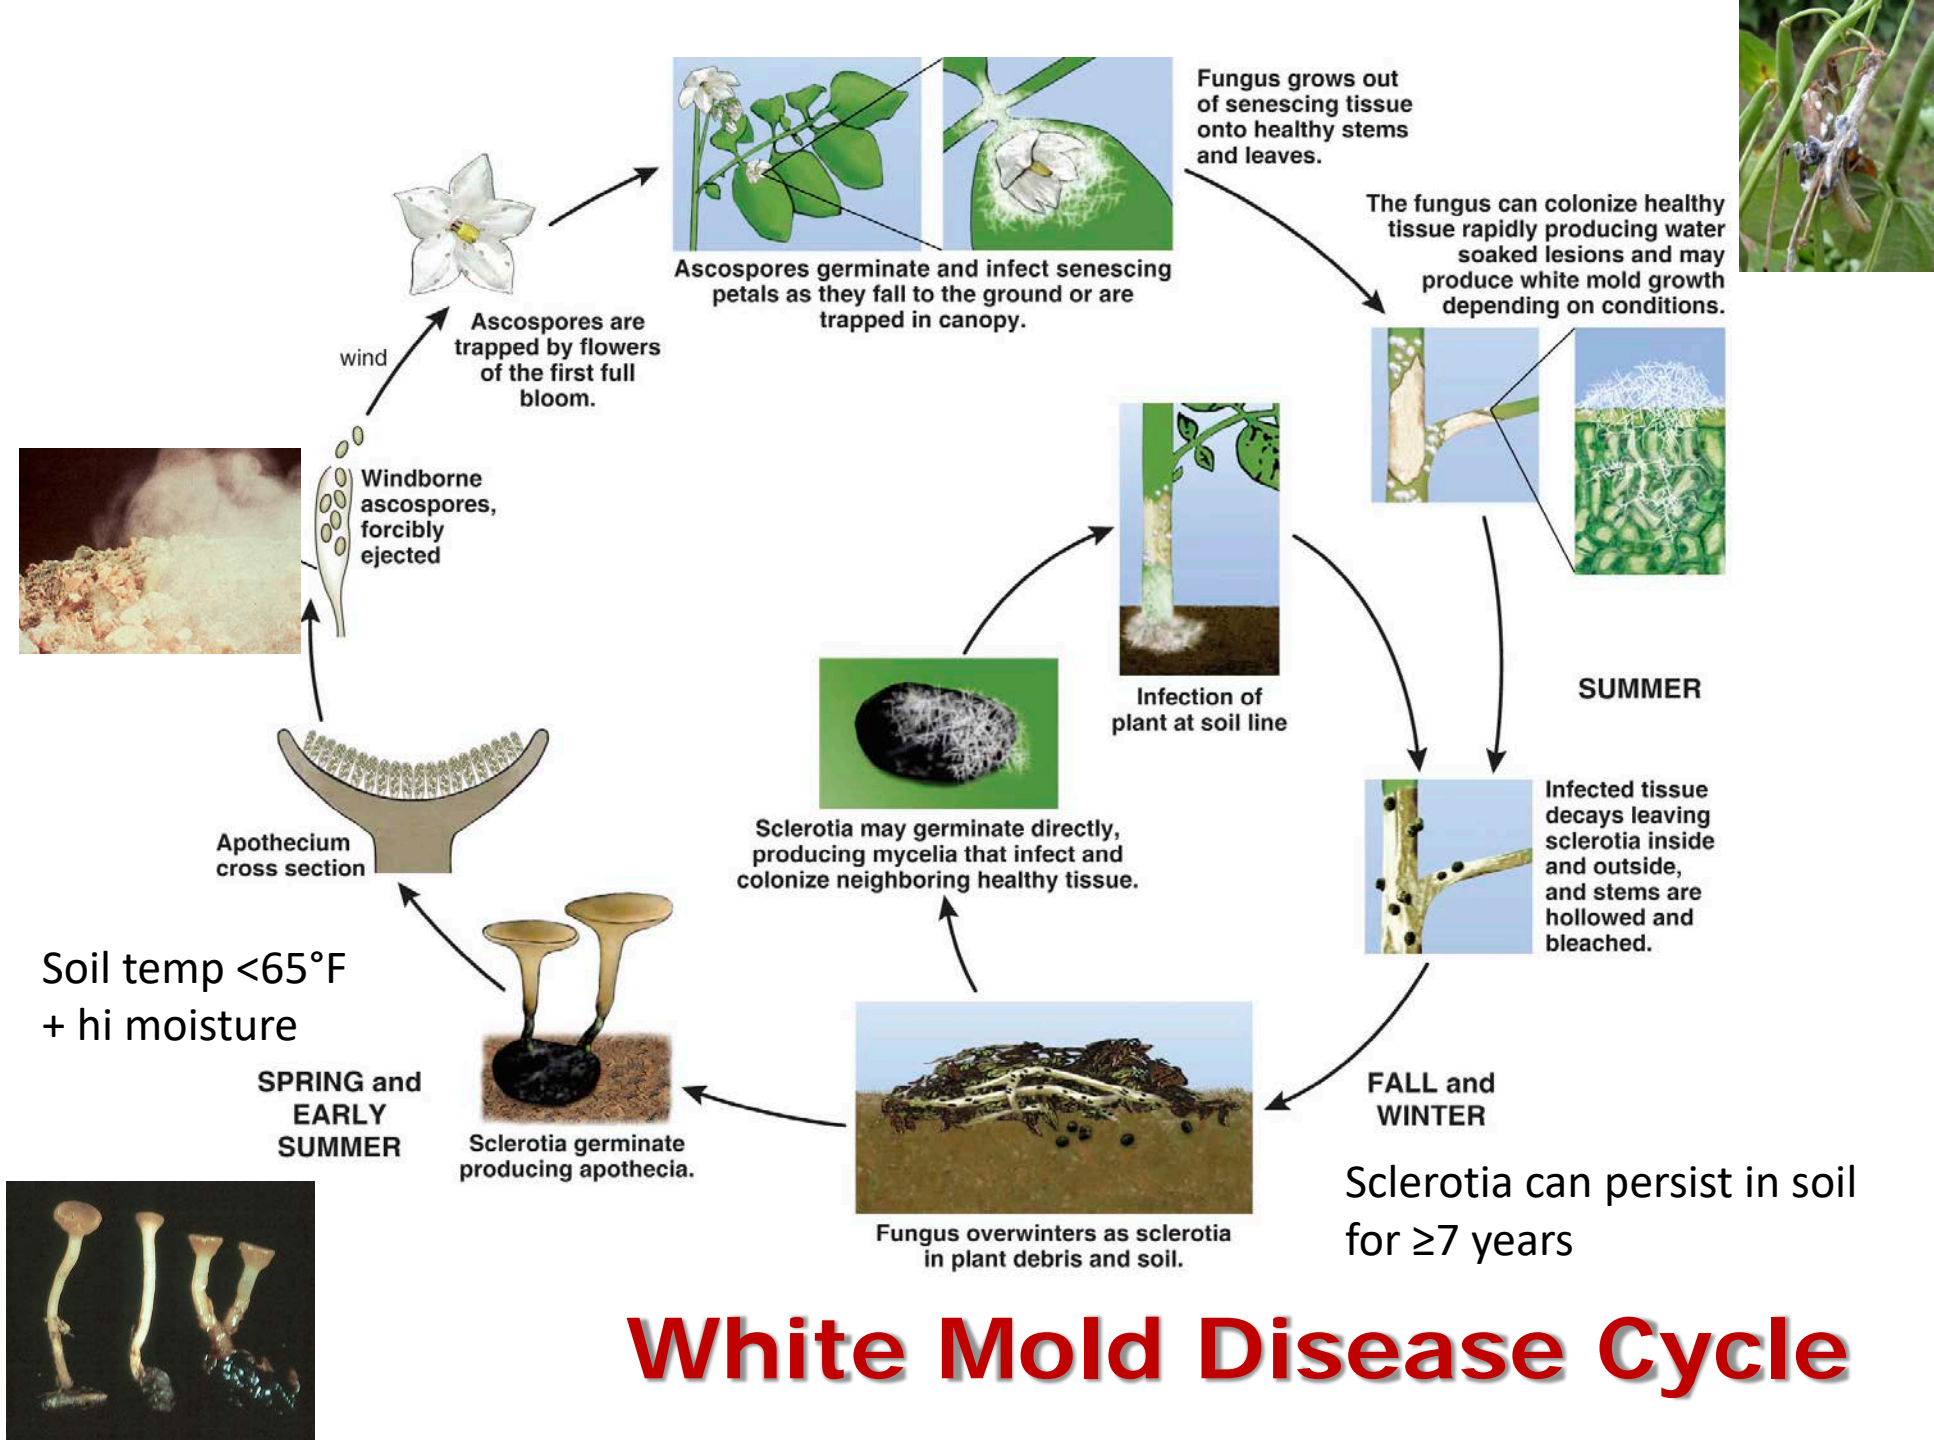 Fungus grows out
of senescing tissue
onto healthy stems
and leaves.
The fungus can colonize healthy
tissue rapidly producing water
soaked lesions and may
produce white mold growth
depending on conditions.
Ascospores germinate and infect senescing
petals as they fall to the ground or are
trapped in canopy.
Ascospores are
trapped by flowers
of the first full
bloom.
wind
Windborne
ascospores,
forcibly
ejected
Infection of
plant at soil line
SUMMER
Sclerotia may germinate directly,
producing mycelia that infect and
colonize neighboring healthy tissue.
Infected tissue
decays leaving
sclerotia inside
and outside,
and stems are
hollowed and
bleached.
Apothecium
cross section
Soil temp <65°F
+ hi moisture
SPRING and
EARLY
SUMMER
Sclerotia germinate
producing apothecia.
FALL and
WINTER
Sclerotia can persist in soil
for ≥7 years
Fungus overwinters as sclerotia
in plant debris and soil.
White Mold Disease Cycle